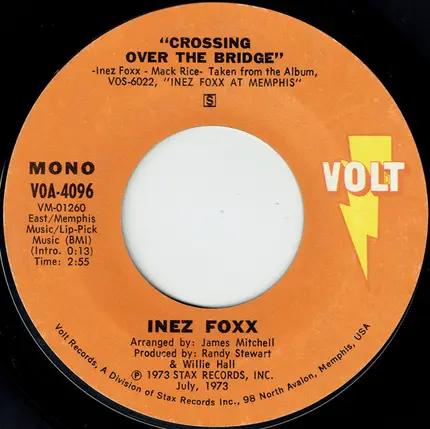 "CROSSING
OVER THE BRIDGE"
-Inez Foxx - Mack Rice- Taken from the Album,
VOS-6022, "INEZ FOXX AT MEMPHIS"
S
MONO
VOA-4096
VM-01260
East/Memphis
Music/Lip-Pick
Music (BMI)
(Intro. 0:13)
Time: 2:55
VOLT
INEZ FOXX
Arranged by: James Mitchell
Produced by: Randy Stewart
& Willie Hall
℗ 1973 STAX RECORDS, INC.
July, 1973
Volt Records, A Division of Stax Records Inc., 98 North Avalon, Memphis, USA